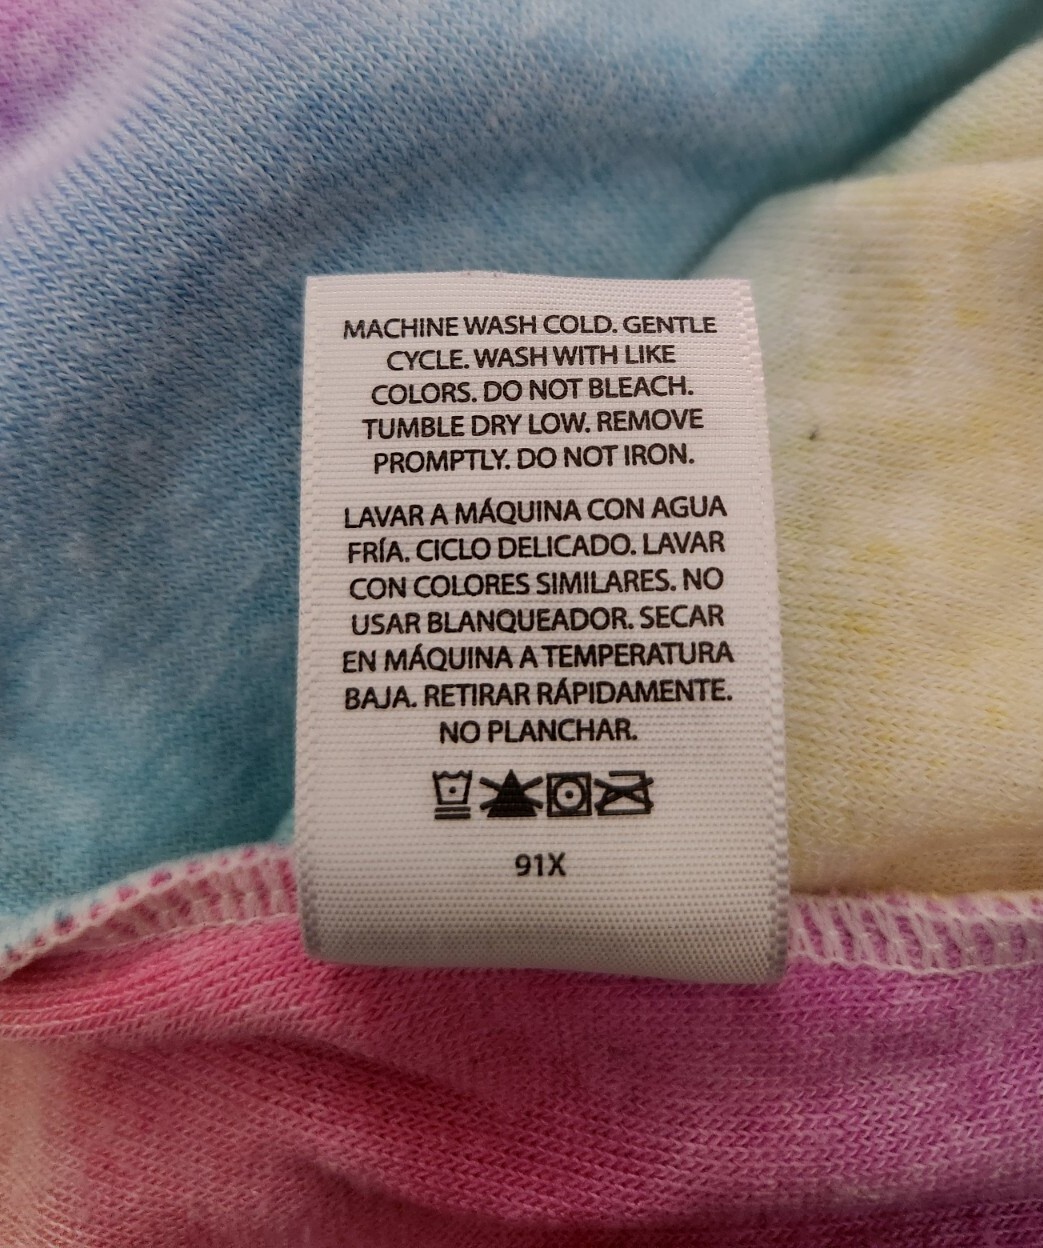 MACHINE WASH COLD. GENTLE
CYCLE. WASH WITH LIKE
COLORS. DO NOT BLEACH.
TUMBLE DRY LOW. REMOVE
PROMPTLY. DO NOT IRON.
LAVAR A MÁQUINA CON AGUA
FRÍA. CICLO DELICADO. LAVAR
CON COLORES SIMILARES. NO
USAR BLANQUEADOR. SECAR
EN MÁQUINA A TEMPERATURA
BAJA. RETIRAR RÁPIDAMENTE.
NO PLANCHAR.
91X